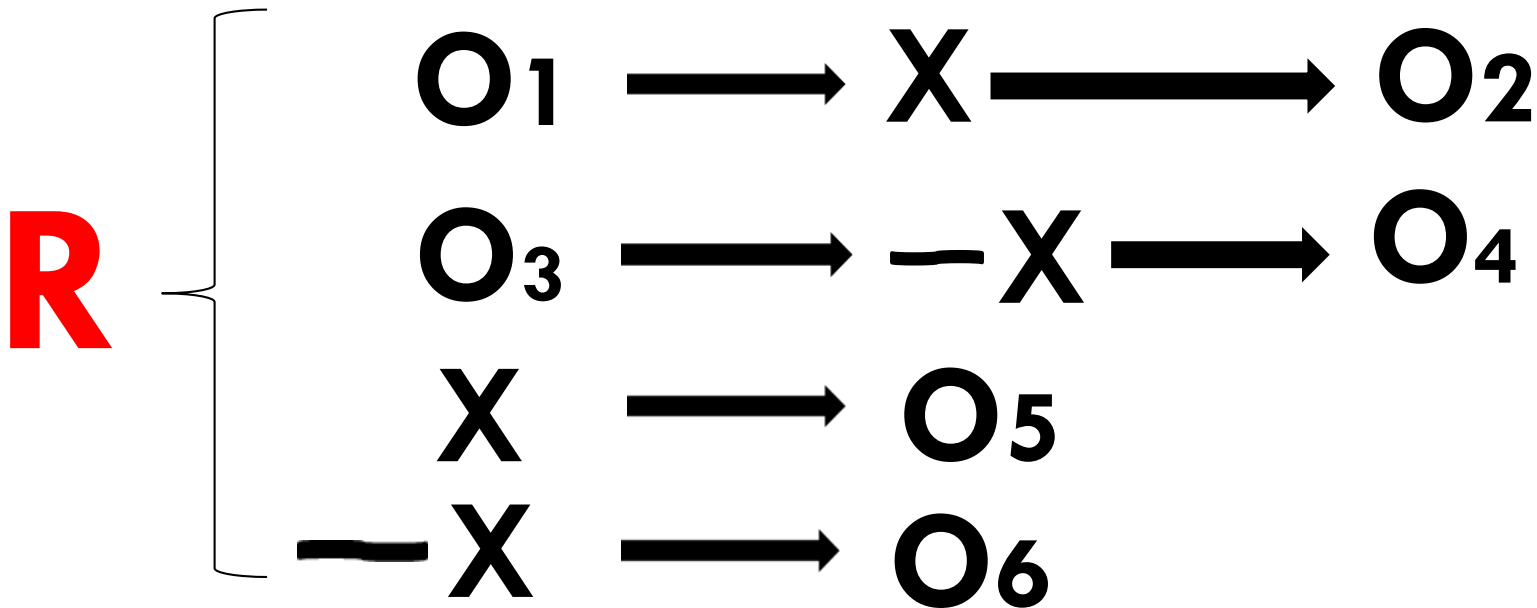 O1 X O2
O3 —X O4
R
X O5
—X O6